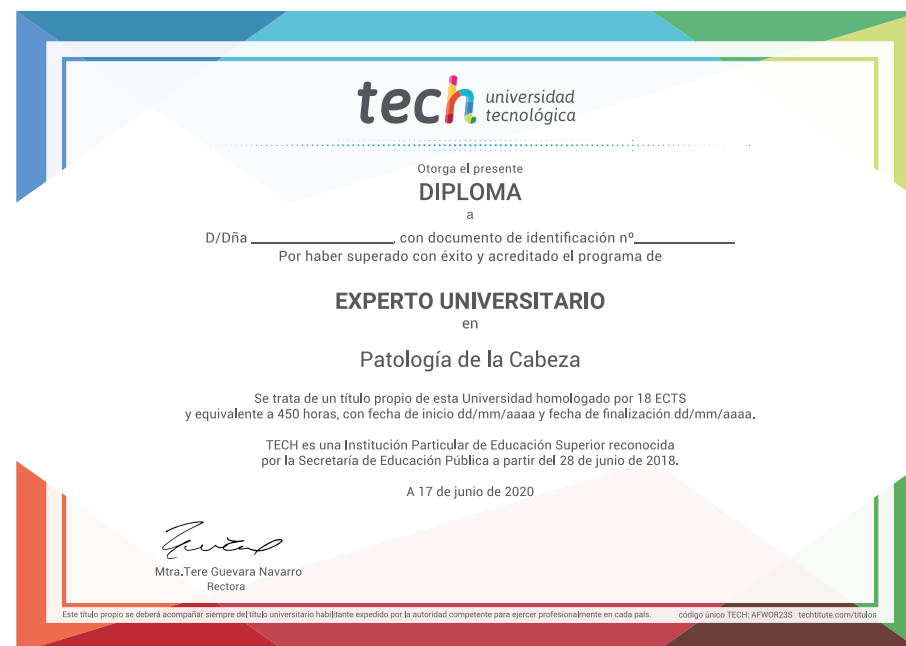 tech universidad
tecnológica
Otorga el presente
DIPLOMA
a
D/Dña ____________________, con documento de identificación nº______________
Por haber superado con éxito y acreditado el programa de
EXPERTO UNIVERSITARIO
en
Patología de la Cabeza
Se trata de un título propio de esta Universidad homologado por 18 ECTS
y equivalente a 450 horas, con fecha de inicio dd/mm/aaaa y fecha de finalización dd/mm/aaaa.
TECH es una Institución Particular de Educación Superior reconocida
por la Secretaría de Educación Pública a partir del 28 de junio de 2018.
A 17 de junio de 2020
Mtra.Tere Guevara Navarro
Rectora
Este título propio se deberá acompañar siempre del título universitario habilitante expedido por la autoridad competente para ejercer profesionalmente en cada país. código único TECH: AFWOR23S techtitute.com/titulos